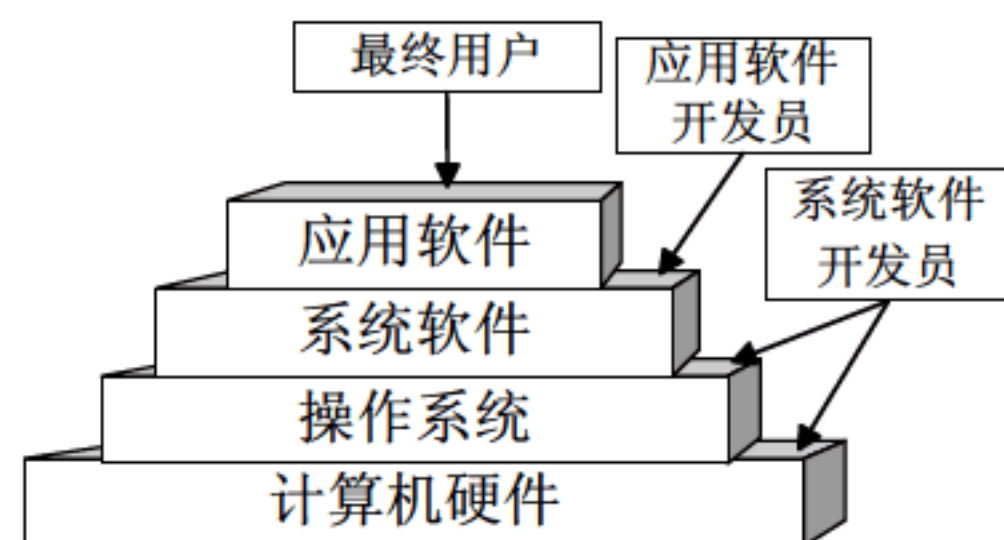 最终用户
应用软件
开发员
系统软件
开发员
应用软件
系统软件
操作系统
计算机硬件